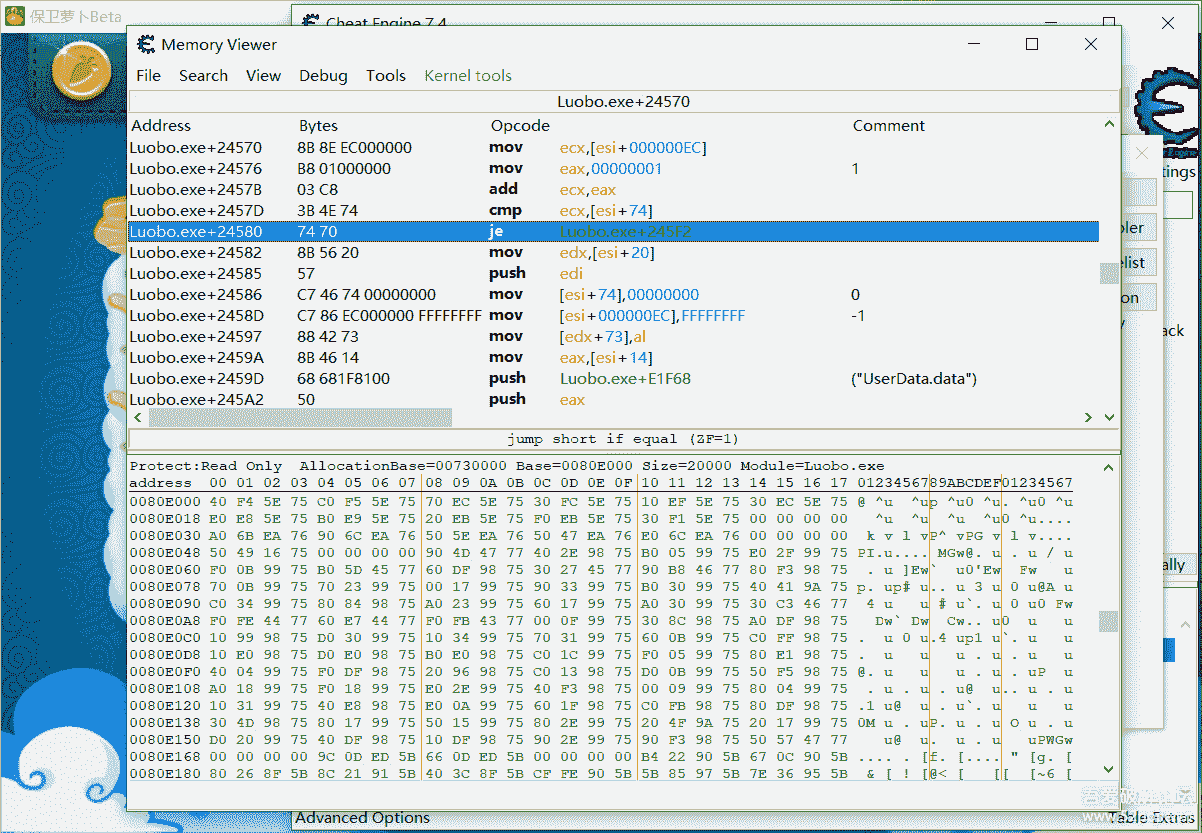 保卫萝卜Beta
Cheat Engine 7.4
Memory Viewer
File Search View Debug Tools Kernel tools
Luobo.exe+24570
Address Bytes Opcode Comment
Luobo.exe+24570 8B 8E EC000000 mov ecx,[esi+000000EC]
Luobo.exe+24576 B8 01000000 mov eax,00000001 1
Luobo.exe+2457B 03 C8 add ecx,eax
Luobo.exe+2457D 3B 4E 74 cmp ecx,[esi+74]
Luobo.exe+24580 74 70 je Luobo.exe+245F2
Luobo.exe+24582 8B 56 20 mov edx,[esi+20]
Luobo.exe+24585 57 push edi
Luobo.exe+24586 C7 46 74 00000000 mov [esi+74],00000000 0
Luobo.exe+2458D C7 86 EC000000 FFFFFFFF mov [esi+000000EC],FFFFFFFF -1
Luobo.exe+24597 88 42 73 mov [edx+73],al
Luobo.exe+2459A 8B 46 14 mov eax,[esi+14]
Luobo.exe+2459D 68 681F8100 push Luobo.exe+E1F68 ("UserData.data")
Luobo.exe+245A2 50 push eax
jump short if equal (ZF=1)
Protect:Read Only AllocationBase=00730000 Base=0080E000 Size=20000 Module=Luobo.exe
address 00 01 02 03 04 05 06 07 08 09 0A 0B 0C 0D 0E 0F 10 11 12 13 14 15 16 17 0123456789ABCDEF01234567
0080E000 40 F4 5E 75 C0 F5 5E 75 70 EC 5E 75 30 FC 5E 75 10 EF 5E 75 30 EC 5E 75
0080E018 E0 E8 5E 75 B0 E9 5E 75 20 EB 5E 75 F0 EB 5E 75 30 F1 5E 75 00 00 00 00
0080E030 A0 6B EA 76 90 6C EA 76 50 5E EA 76 50 47 EA 76 E0 6C EA 76 00 00 00 00
0080E048 50 49 16 75 00 00 00 00 90 4D 47 77 40 2E 98 75 B0 05 99 75 E0 2F 99 75
0080E060 F0 0B 99 75 B0 5D 45 77 60 DF 98 75 30 27 45 77 90 B8 46 77 80 F3 98 75
0080E078 70 0B 99 75 70 23 99 75 00 17 99 75 90 33 99 75 B0 30 99 75 40 41 9A 75
0080E090 C0 34 99 75 80 84 98 75 A0 23 99 75 60 17 99 75 A0 30 99 75 30 C3 46 77
0080E0A8 F0 FE 44 77 60 E7 44 77 F0 FB 43 77 00 0F 99 75 30 8C 98 75 A0 DF 98 75
0080E0C0 10 99 98 75 D0 30 99 75 10 34 99 75 70 31 99 75 60 0B 99 75 C0 FF 98 75
0080E0D8 10 E0 98 75 D0 E0 99 75 B0 E0 98 75 C0 1C 99 75 F0 05 99 75 80 E1 98 75
0080E0F0 40 04 99 75 F0 DF 98 75 20 96 98 75 C0 13 98 75 D0 0B 99 75 50 F5 98 75
0080E108 A0 18 99 75 F0 18 99 75 E0 2E 99 75 40 F3 98 75 00 09 99 75 80 04 99 75
0080E120 10 31 99 75 40 E8 98 75 E0 0A 99 75 60 1F 98 75 C0 FB 98 75 80 DF 98 75
0080E138 30 4D 98 75 80 17 99 75 50 15 99 75 80 2E 99 75 20 4F 9A 75 20 17 99 75
0080E150 D0 20 99 75 40 DF 98 75 10 DF 98 75 90 2E 99 75 90 F3 98 75 50 57 47 77
0080E168 00 00 00 00 9C 0D ED 5B 66 0D ED 5B 00 00 00 00 B4 22 90 5B 67 0C 90 5B
0080E180 80 26 8F 5B 8C 21 91 5B 40 3C 8F 5B CF FE 90 5B 5B 85 97 5B 7E 36 95 5B
Advanced Options
Table Extras